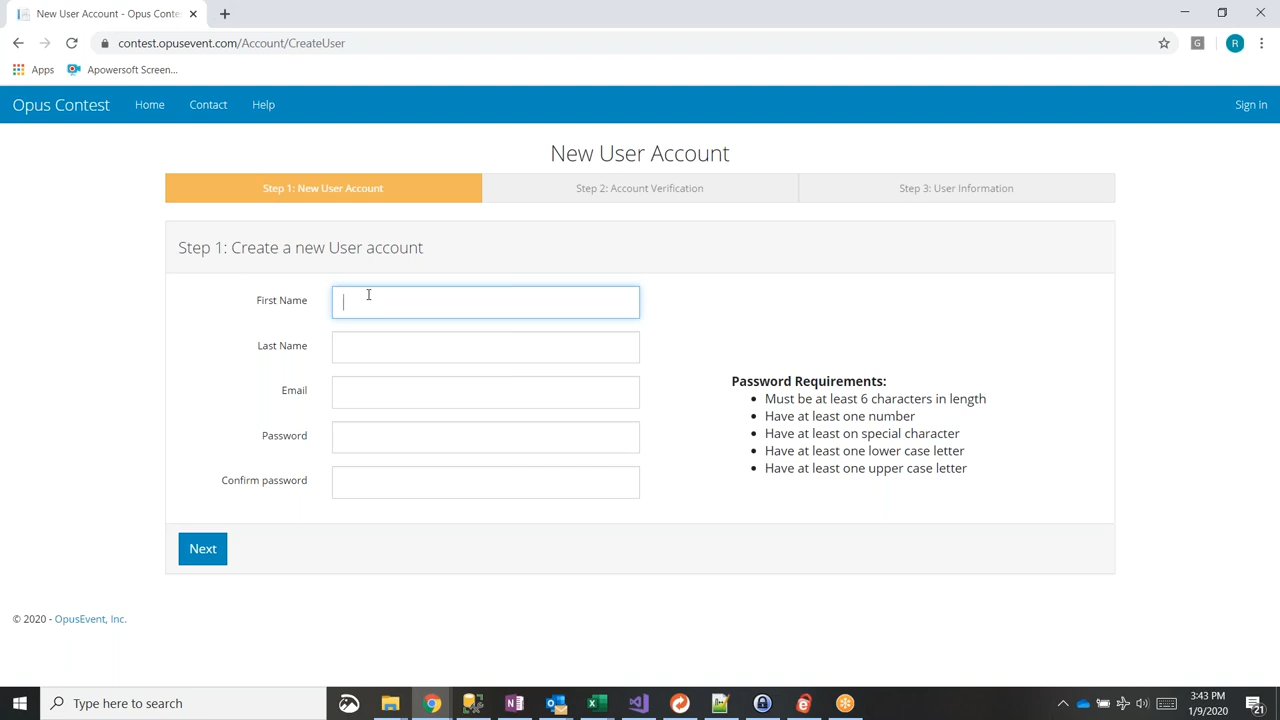 New User Account - Opus Conte
contest.opusevent.com/Account/CreateUser
G
R
Apps
Apowersoft Screen...
Opus Contest
Home
Contact
Help
Sign In
New User Account
Step 1: New User Account
Step 2: Account Verification
Step 3: User Information
Step 1: Create a new User account
First Name
Last Name
Email
Password
Confirm password
Password Requirements:
Must be at least 6 characters in length
Have at least one number
Have at least on special character
Have at least one lower case letter
Have at least one upper case letter
Next
© 2020 - OpusEvent, Inc.
Type here to search
3:43 PM
1/9/2020
21